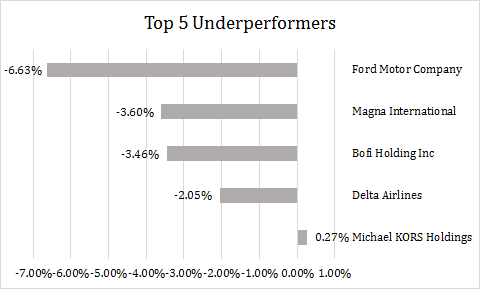 Top 5 Underperformers
-6.63% Ford Motor Company
-3.60% Magna International
-3.46% Bofi Holding Inc
-2.05% Delta Airlines
0.27% Michael KORS Holdings
-7.00% -6.00% -5.00% -4.00% -3.00% -2.00% -1.00% 0.00% 1.00%